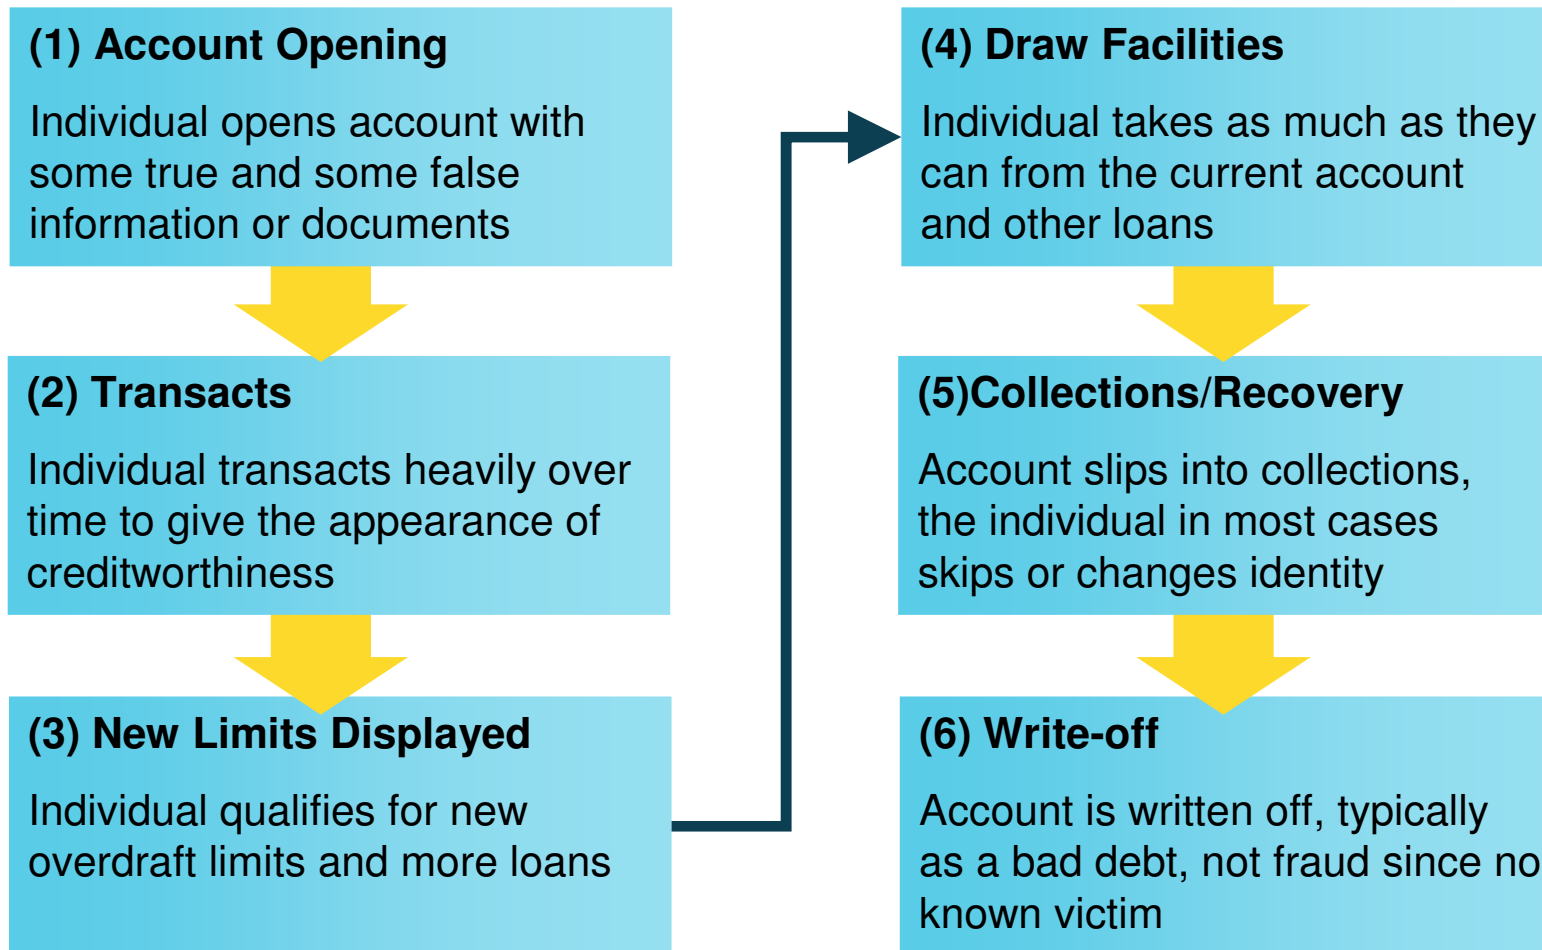 (1) Account Opening
Individual opens account with
some true and some false
information or documents
(2) Transacts
Individual transacts heavily over
time to give the appearance of
creditworthiness
(3) New Limits Displayed
Individual qualifies for new
overdraft limits and more loans
(4) Draw Facilities
Individual takes as much as they
can from the current account
and other loans
(5)Collections/Recovery
Account slips into collections,
the individual in most cases
skips or changes identity
(6) Write-off
Account is written off, typically
as a bad debt, not fraud since no
known victim